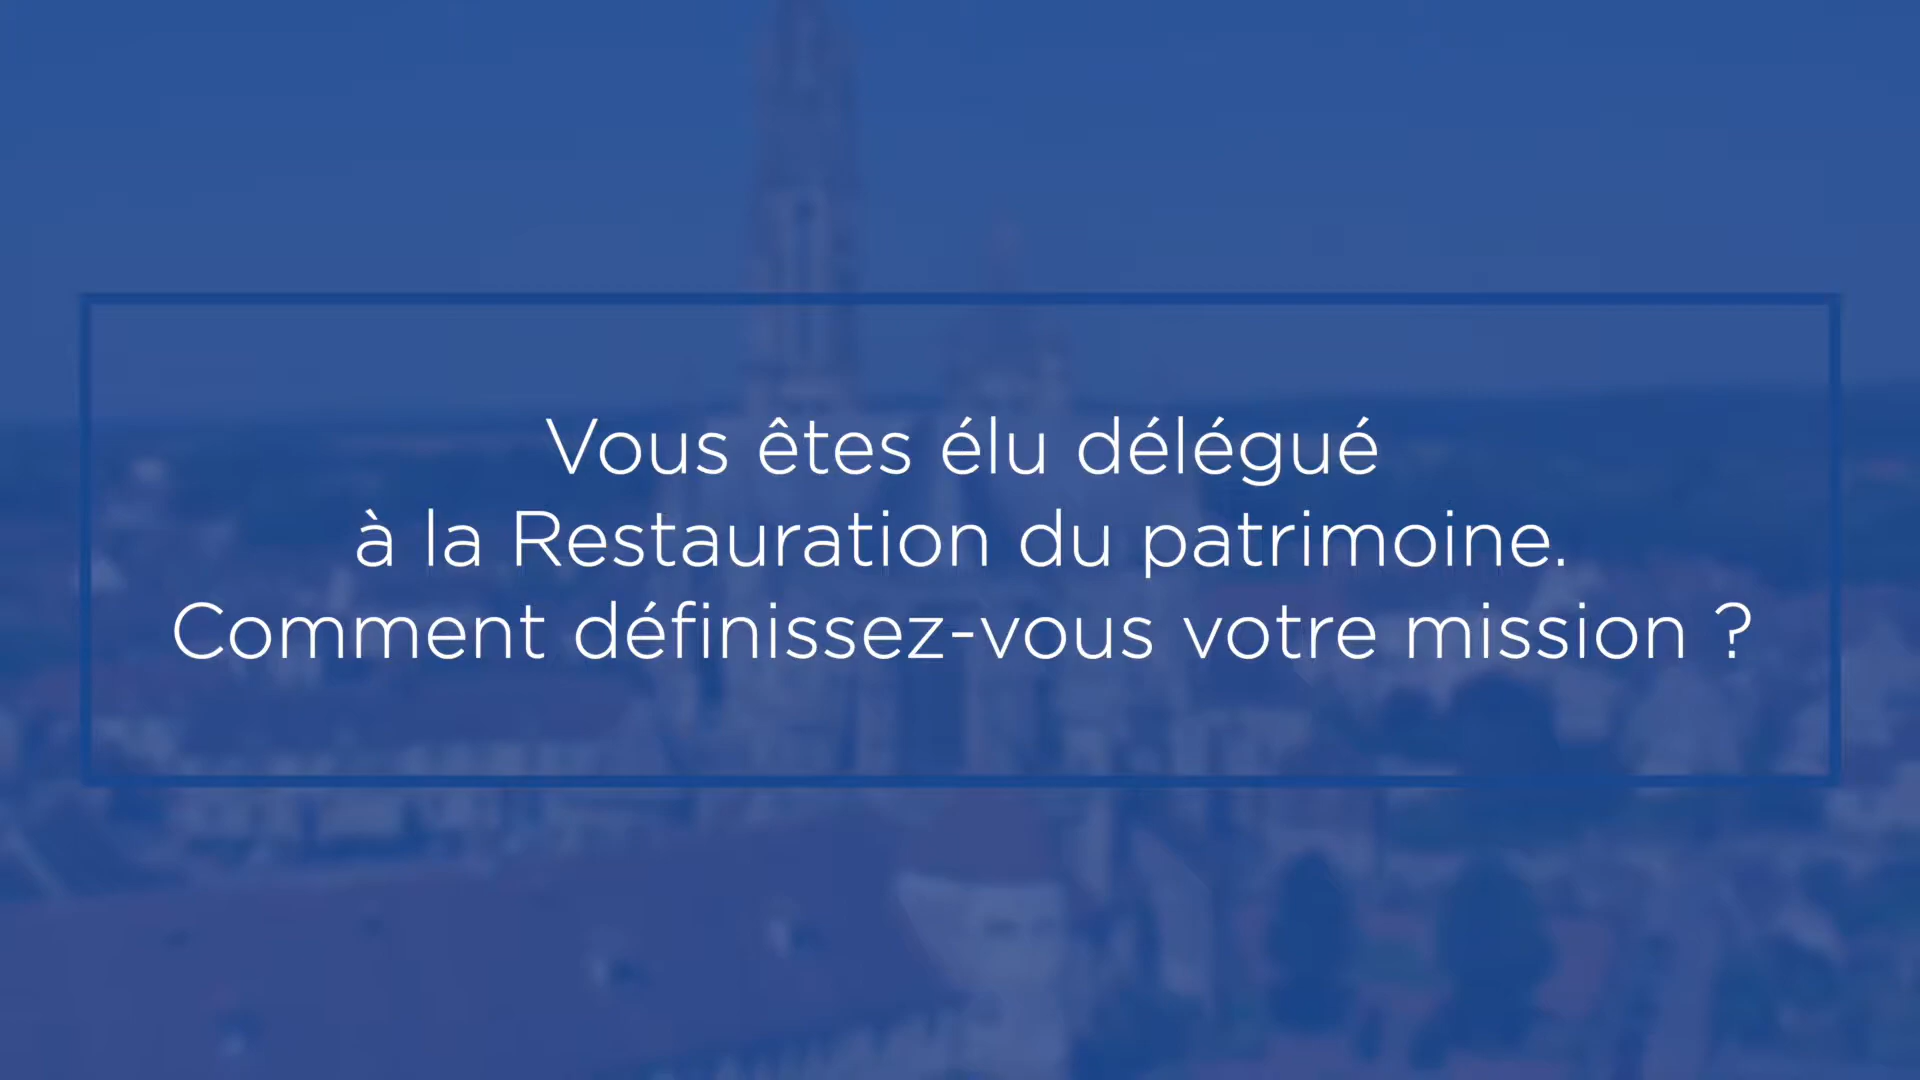 Vous êtes élu délégué
à la Restauration du patrimoine.
Comment définissez-vous votre mission ?